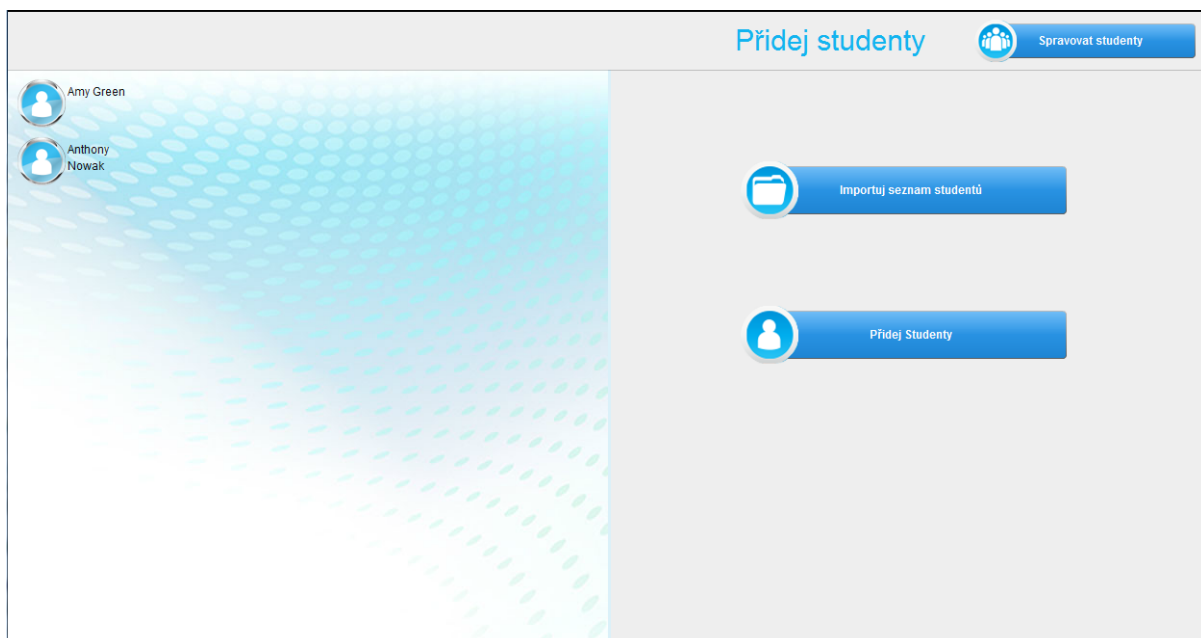 Přidej studenty
Spravovat studenty
Amy Green
Anthony
Nowak
Importuj seznam studentů
Přidej Studenty